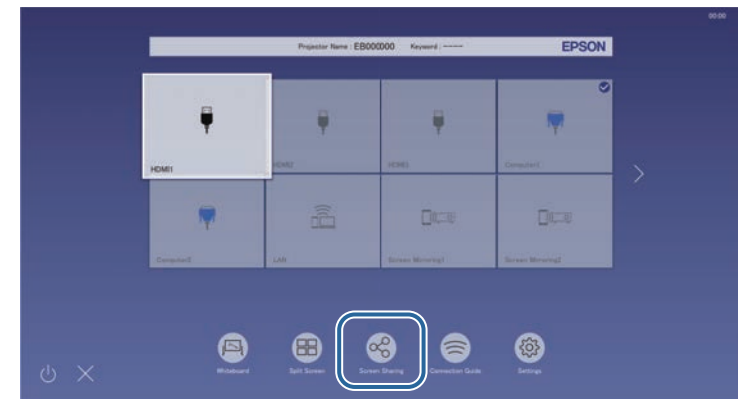 00:00
Projector Name : EB000000 Keyword : ----
EPSON
HDMI1
HDMI2
HDMI3
Computer1
Computer2
LAN
Screen Mirroring1
Screen Mirroring2
Whiteboard
Split Screen
Screen Sharing
Connection Guide
Settings